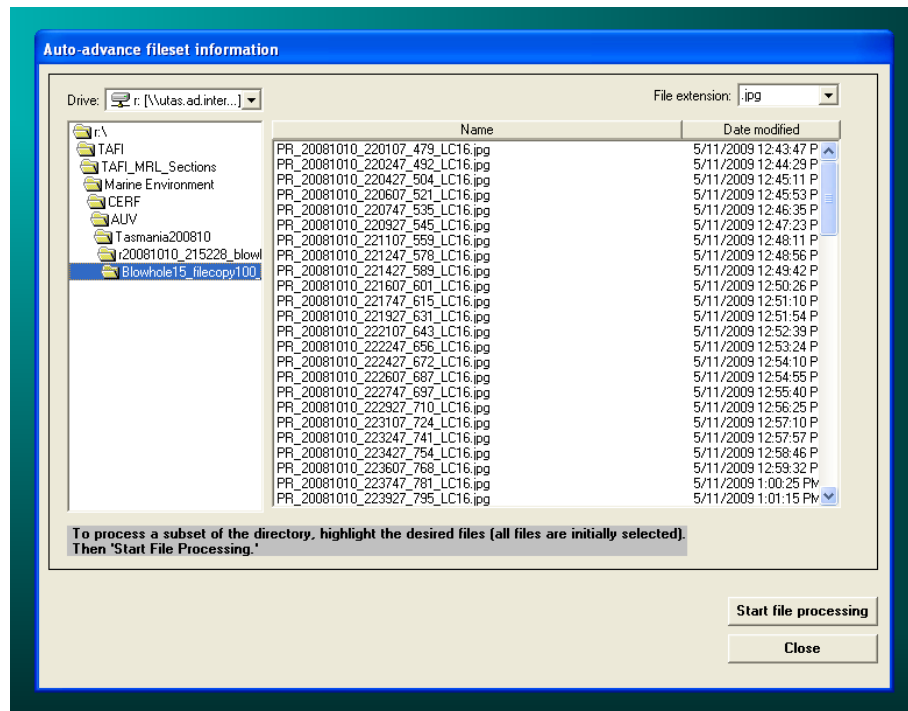 Auto-advance fileset information
Drive: r: [\\utas.ad.inter...]
File extension: .jpg
r:\
TAFI
TAFI_MRL_Sections
Marine Environment
CERF
AUV
Tasmania200810
r20081010_215228_blowl
Blowhole15_filecopy100_
Name Date modified
PR_20081010_220107_479_LC16.jpg 5/11/2009 12:43:47 P
PR_20081010_220247_492_LC16.jpg 5/11/2009 12:44:29 P
PR_20081010_220427_504_LC16.jpg 5/11/2009 12:45:11 P
PR_20081010_220607_521_LC16.jpg 5/11/2009 12:45:53 P
PR_20081010_220747_535_LC16.jpg 5/11/2009 12:46:35 P
PR_20081010_220927_545_LC16.jpg 5/11/2009 12:47:23 P
PR_20081010_221107_559_LC16.jpg 5/11/2009 12:48:11 P
PR_20081010_221247_578_LC16.jpg 5/11/2009 12:48:56 P
PR_20081010_221427_589_LC16.jpg 5/11/2009 12:49:42 P
PR_20081010_221607_601_LC16.jpg 5/11/2009 12:50:26 P
PR_20081010_221747_615_LC16.jpg 5/11/2009 12:51:10 P
PR_20081010_221927_631_LC16.jpg 5/11/2009 12:51:54 P
PR_20081010_222107_643_LC16.jpg 5/11/2009 12:52:39 P
PR_20081010_222247_656_LC16.jpg 5/11/2009 12:53:24 P
PR_20081010_222427_672_LC16.jpg 5/11/2009 12:54:10 P
PR_20081010_222607_687_LC16.jpg 5/11/2009 12:54:55 P
PR_20081010_222747_697_LC16.jpg 5/11/2009 12:55:40 P
PR_20081010_222927_710_LC16.jpg 5/11/2009 12:56:25 P
PR_20081010_223107_724_LC16.jpg 5/11/2009 12:57:10 P
PR_20081010_223247_741_LC16.jpg 5/11/2009 12:57:57 P
PR_20081010_223427_754_LC16.jpg 5/11/2009 12:58:46 P
PR_20081010_223607_768_LC16.jpg 5/11/2009 12:59:32 P
PR_20081010_223747_781_LC16.jpg 5/11/2009 1:00:25 PM
PR_20081010_223927_795_LC16.jpg 5/11/2009 1:01:15 PM
To process a subset of the directory, highlight the desired files (all files are initially selected).
Then 'Start File Processing.'
Start file processing
Close